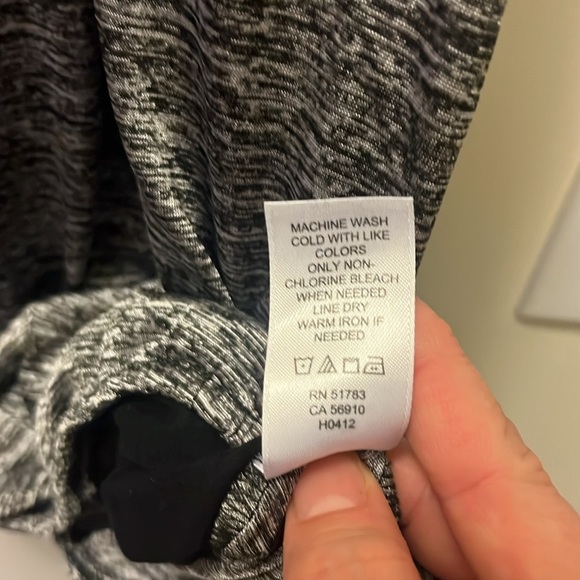 MACHINE WASH
COLD WITH LIKE
COLORS
ONLY NON-
CHLORINE BLEACH
WHEN NEEDED
LINE DRY
WARM IRON IF
NEEDED
RN 51783
CA 56910
H0412